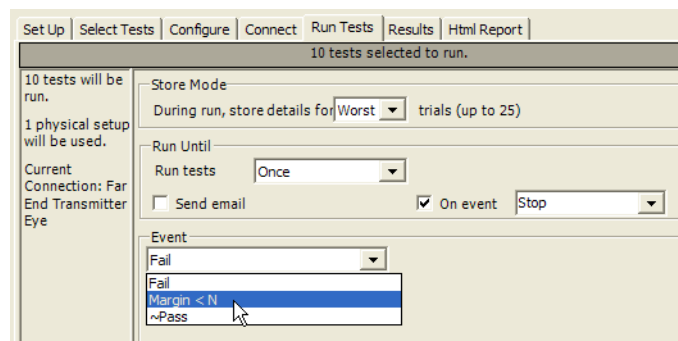 Set Up Select Tests Configure Connect Run Tests Results Html Report
10 tests selected to run.
10 tests will be
run.
1 physical setup
will be used.
Current
Connection: Far
End Transmitter
Eye
Store Mode
During run, store details for Worst trials (up to 25)
Run Until
Run tests Once
Send email On event Stop
Event
Fail
Fail
Margin < N
~Pass